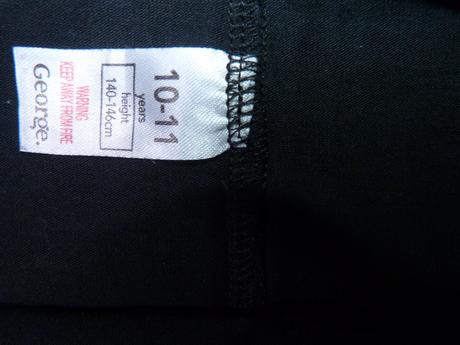 10-11
years
height
140-146cm
WARNING
KEEP AWAY FROM FIRE
George.